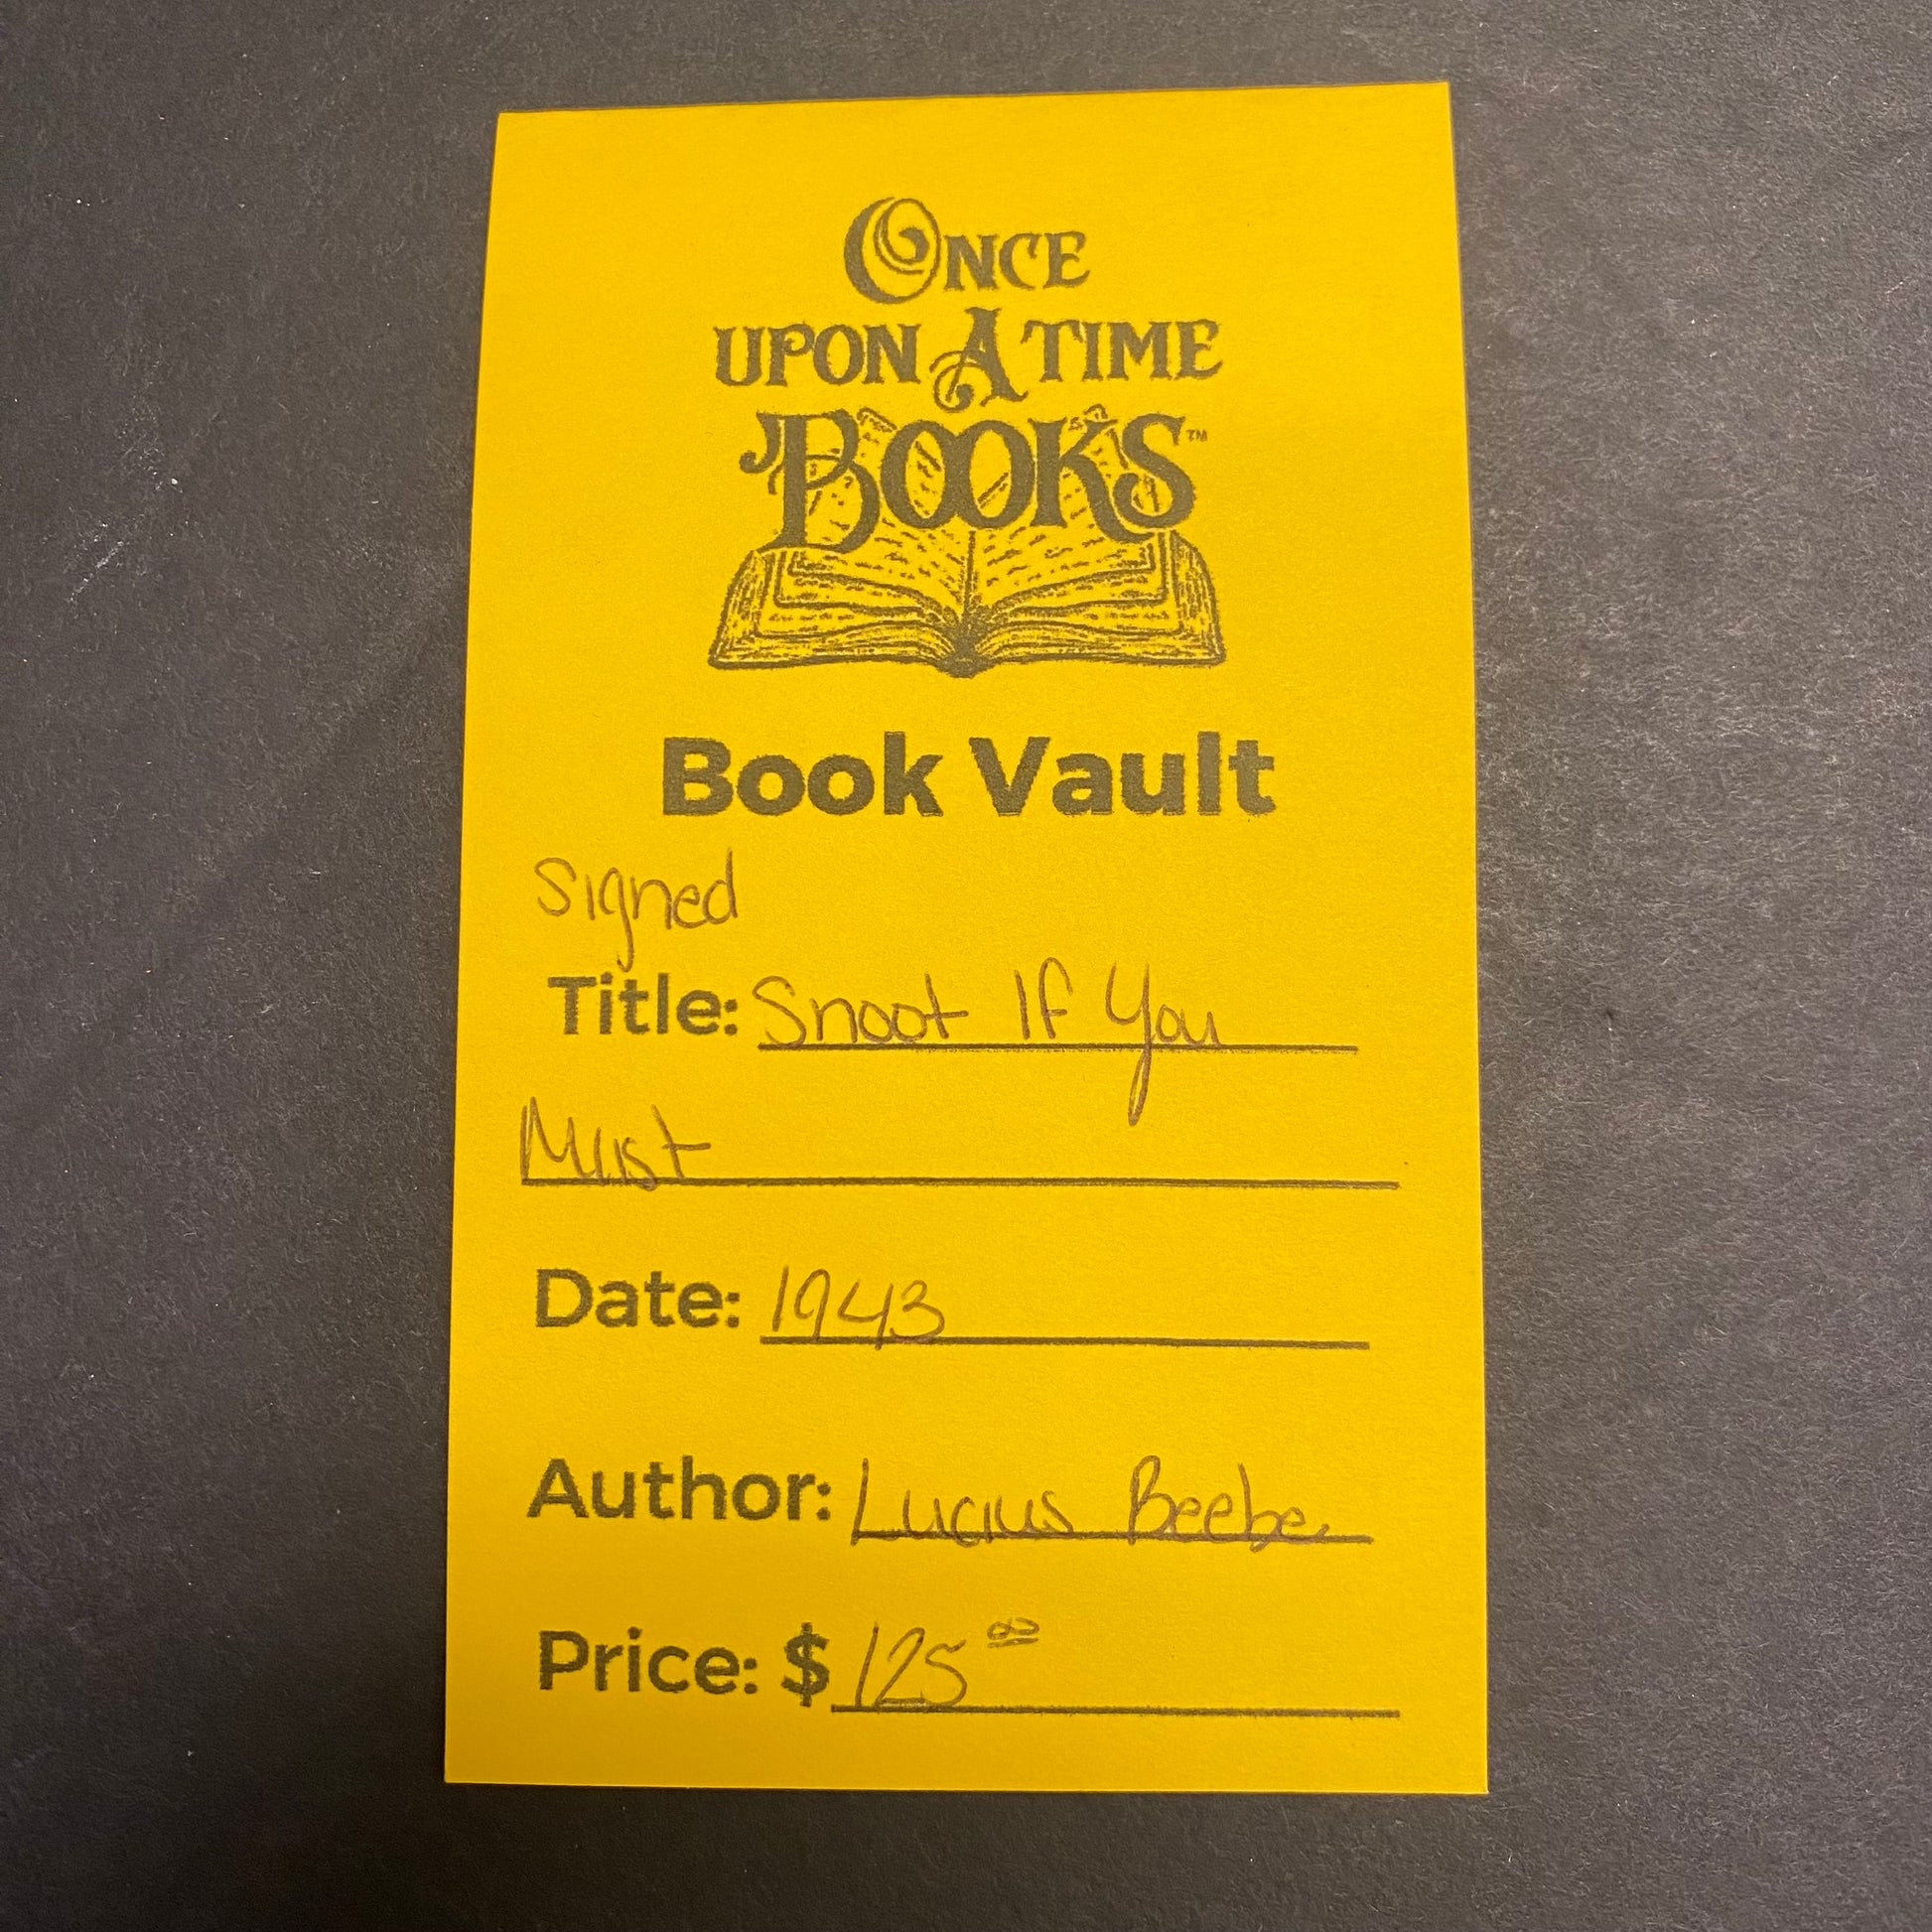 ONCE
UPON A TIME
BOOKS™
Book Vault
Signed
Title: Snoot If You
Must
Date: 1943
Author: Lucius Beebe
Price: $ 125 00